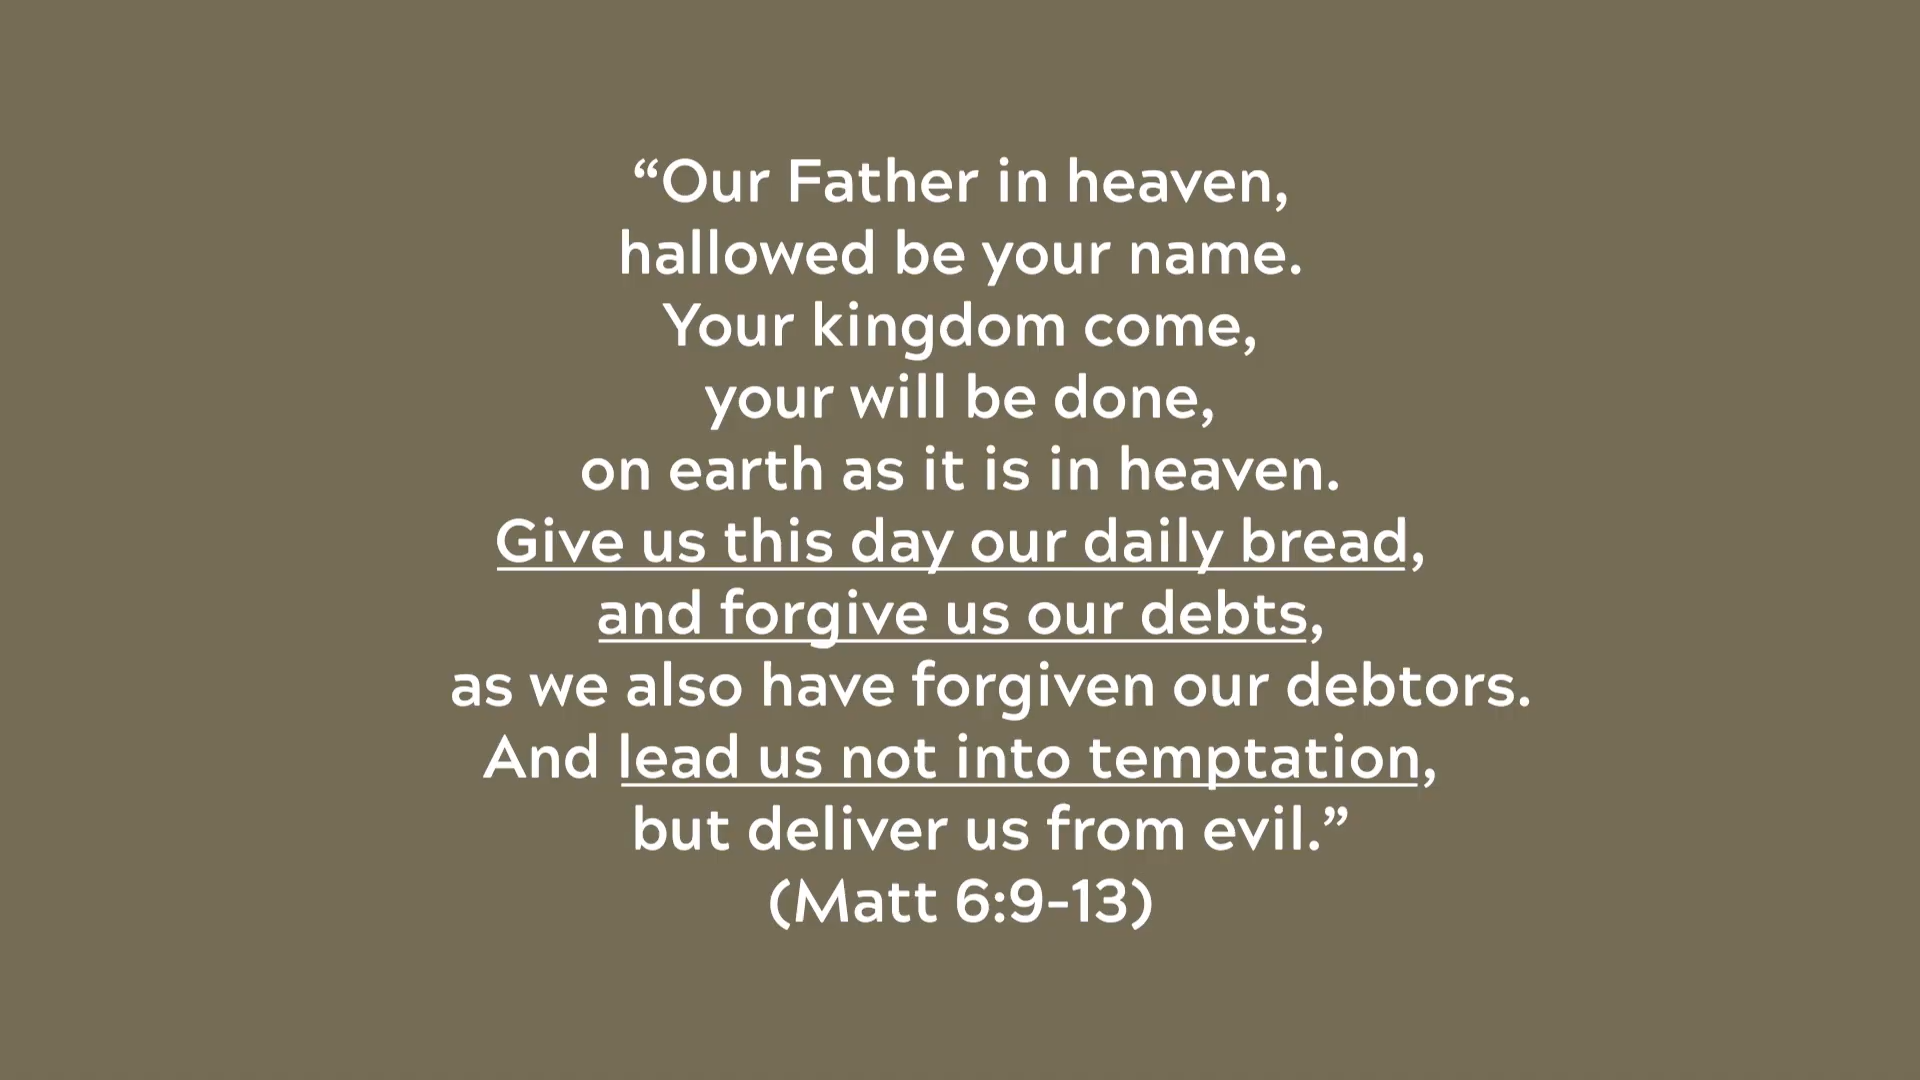 “Our Father in heaven,
hallowed be your name.
Your kingdom come,
your will be done,
on earth as it is in heaven.
Give us this day our daily bread,
and forgive us our debts,
as we also have forgiven our debtors.
And lead us not into temptation,
but deliver us from evil.”
(Matt 6:9-13)